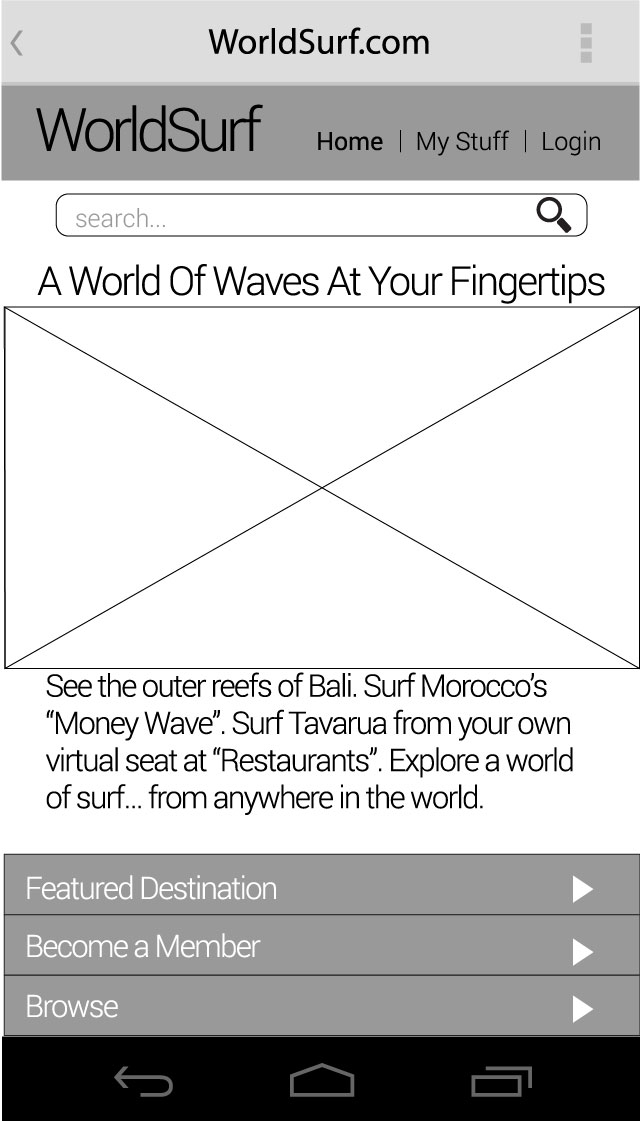 WorldSurf.com
WorldSurf
Home | My Stuff | Login
search...
A World Of Waves At Your Fingertips
See the outer reefs of Bali. Surf Morocco’s
“Money Wave”. Surf Tavarua from your own
virtual seat at “Restaurants”. Explore a world
of surf... from anywhere in the world.
Featured Destination
Become a Member
Browse